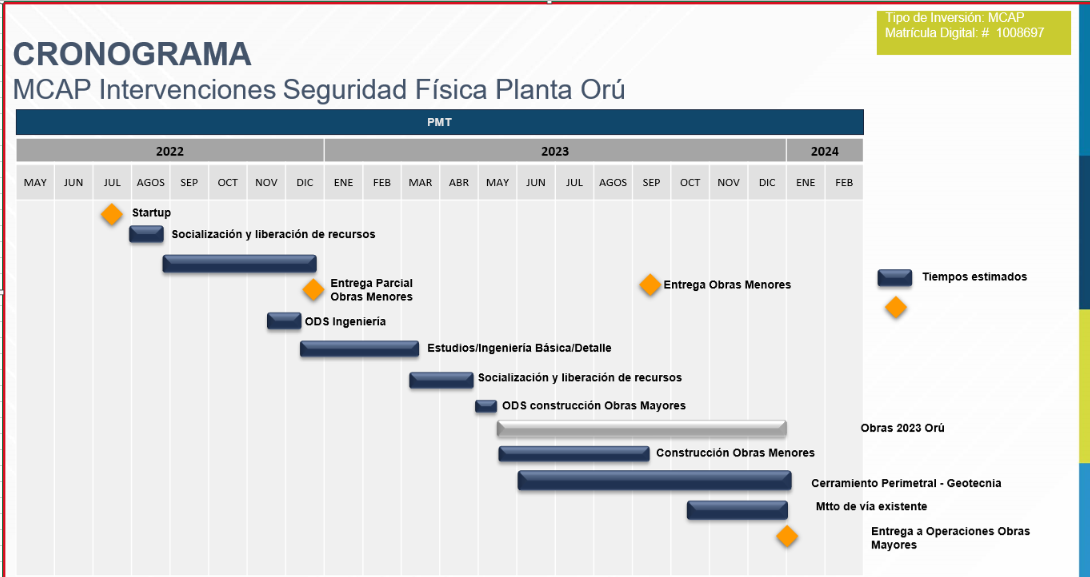 Tipo de Inversión: MCAP
Matrícula Digital: # 1008697
CRONOGRAMA
MCAP Intervenciones Seguridad Física Planta Orú
PMT
2022 2023 2024
MAY JUN JUL AGOS SEP OCT NOV DIC ENE FEB MAR ABR MAY JUN JUL AGOS SEP OCT NOV DIC ENE FEB
Startup
Socialización y liberación de recursos
Entrega Parcial
Obras Menores
Entrega Obras Menores
Tiempos estimados
ODS Ingeniería
Estudios/Ingeniería Básica/Detalle
Socialización y liberación de recursos
ODS construcción Obras Mayores
Obras 2023 Orú
Construcción Obras Menores
Cerramiento Perimetral - Geotecnia
Mtto de vía existente
Entrega a Operaciones Obras
Mayores